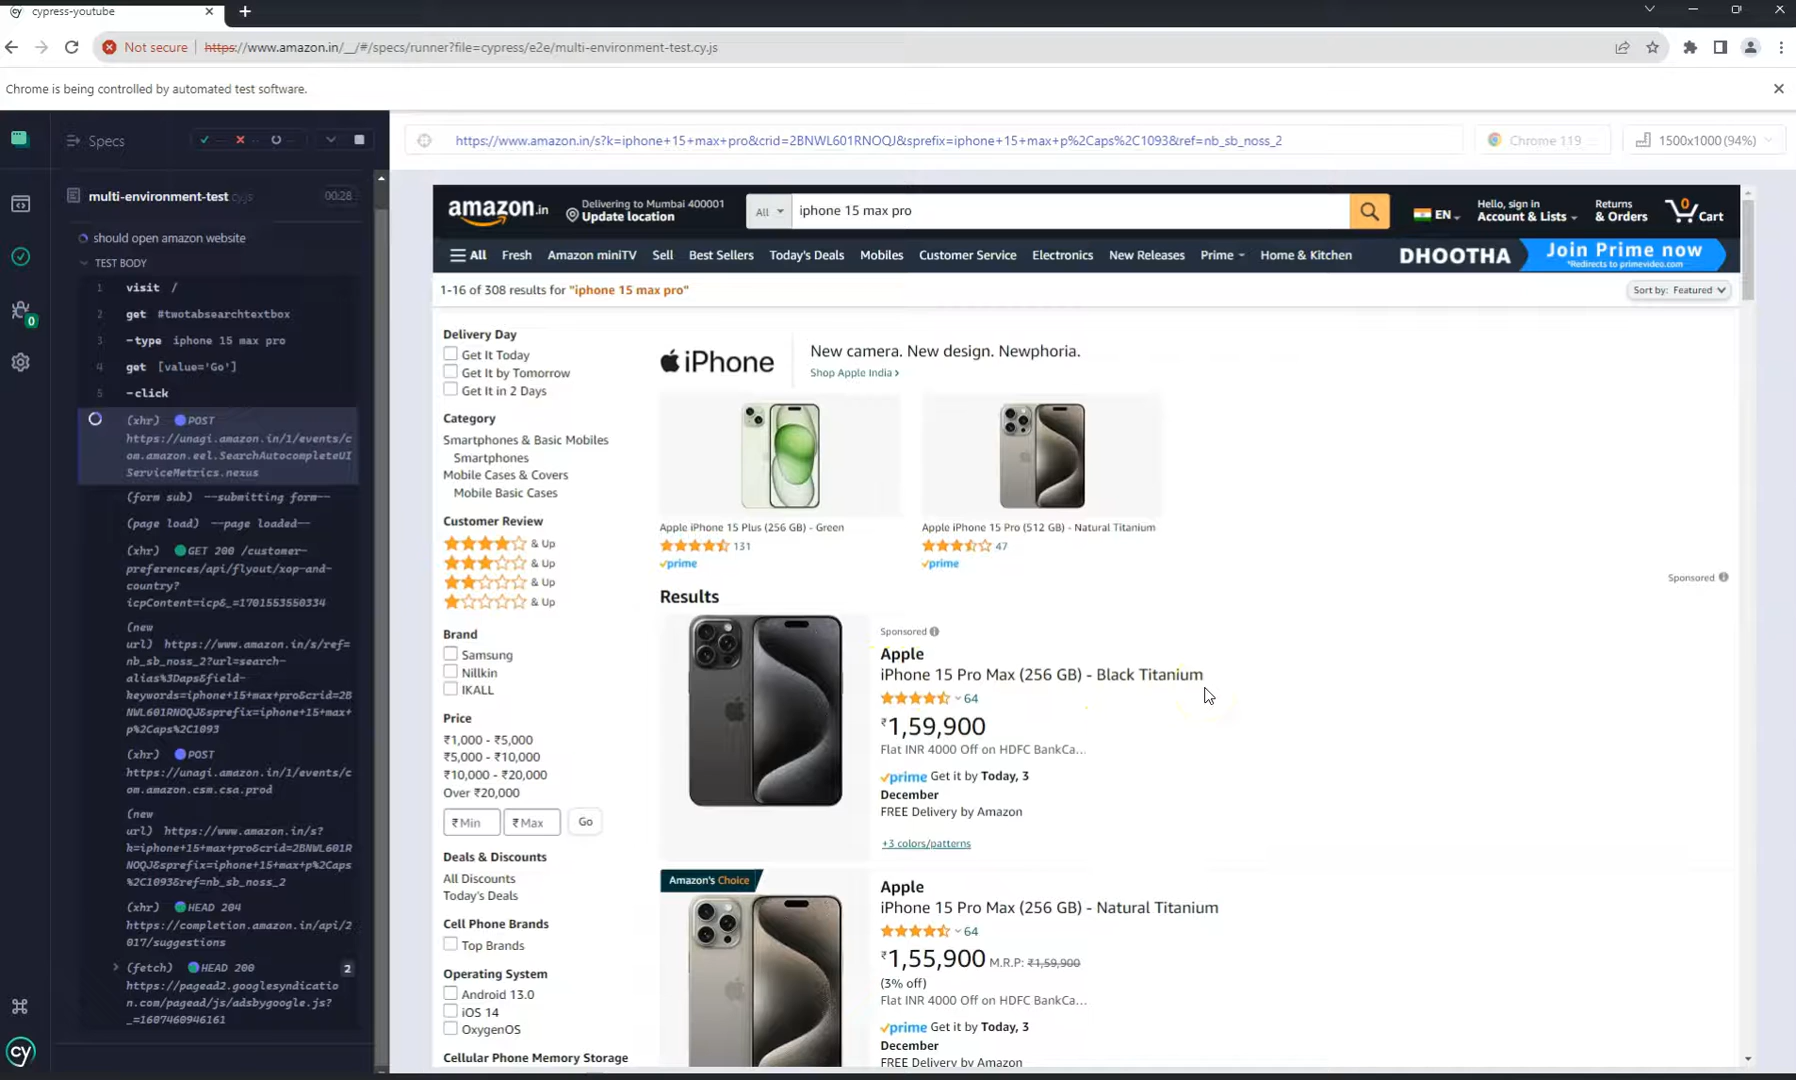 cypress-youtube
Not secure
https://www.amazon.in/__/#/specs/runner?file=cypress/e2e/multi-environment-test.cy.js
Chrome is being controlled by automated test software.
Specs
multi-environment-test.cy.js
00:28
should open amazon website
TEST BODY
1 visit /
2 get #twotabsearchtextbox
3 -type iphone 15 max pro
4 get [value='Go']
5 -click
(xhr) POST
https://unagi.amazon.in/1/events/c
om.amazon.eel.SearchAutocompleteUI
ServiceMetrics.nexus
(form sub) --submitting form--
(page load) --page loaded--
(xhr) GET 200 /customer-
preferences/api/flyout/xop-and-
country?
icpContent=icp&_=1701553550334
(new
url) https://www.amazon.in/s/ref=
nb_sb_noss_2?url=search-
alias%3Daps&field-
keywords=iphone+15+max+pro&crid=2B
NWL601RNOQJ&sprefix=iphone+15+max+
p%2Caps%2C1093
(xhr) POST
https://unagi.amazon.in/1/events/c
om.amazon.csm.csa.prod
(new
url) https://www.amazon.in/s?
k=iphone+15+max+pro&crid=2BNWL601R
NOQJ&sprefix=iphone+15+max+p%2Caps
%2C1093&ref=nb_sb_noss_2
(xhr) HEAD 204
https://completion.amazon.in/api/2
017/suggestions
(fetch) HEAD 200 2
https://pagead2.googlesyndicatio
n.com/pagead/js/adsbygoogle.js?
_=1607460946161
0
cy
https://www.amazon.in/s?k=iphone+15+max+pro&crid=2BNWL601RNOQJ&sprefix=iphone+15+max+p%2Caps%2C1093&ref=nb_sb_noss_2
Chrome 119
1500x1000 (94%)
amazon.in
Delivering to Mumbai 400001
Update location
All
iphone 15 max pro
EN
Hello, sign in
Account & Lists
Returns
& Orders
0
Cart
All Fresh Amazon miniTV Sell Best Sellers Today's Deals Mobiles Customer Service Electronics New Releases Prime Home & Kitchen
DHOOTHA
Join Prime now
*Redirects to primevideo.com
1-16 of 308 results for "iphone 15 max pro"
Sort by: Featured
Delivery Day
Get It Today
Get It by Tomorrow
Get It in 2 Days
Category
Smartphones & Basic Mobiles
Smartphones
Mobile Cases & Covers
Mobile Basic Cases
Customer Review
& Up
& Up
& Up
& Up
Brand
Samsung
Nillkin
IKALL
Price
₹1,000 - ₹5,000
₹5,000 - ₹10,000
₹10,000 - ₹20,000
Over ₹20,000
₹Min
₹Max
Go
Deals & Discounts
All Discounts
Today's Deals
Cell Phone Brands
Top Brands
Operating System
Android 13.0
iOS 14
OxygenOS
Cellular Phone Memory Storage
iPhone
New camera. New design. Newphoria.
Shop Apple India ›
Apple iPhone 15 Plus (256 GB) - Green
131
prime
Apple iPhone 15 Pro (512 GB) - Natural Titanium
47
prime
Sponsored
Results
Sponsored
Apple
iPhone 15 Pro Max (256 GB) - Black Titanium
64
₹1,59,900
Flat INR 4000 Off on HDFC BankCa...
prime Get it by Today, 3
December
FREE Delivery by Amazon
+3 colors/patterns
Amazon's Choice
Apple
iPhone 15 Pro Max (256 GB) - Natural Titanium
64
₹1,55,900 M.R.P: ₹1,59,900
(3% off)
Flat INR 4000 Off on HDFC BankCa...
prime Get it by Today, 3
December
FREE Delivery by Amazon